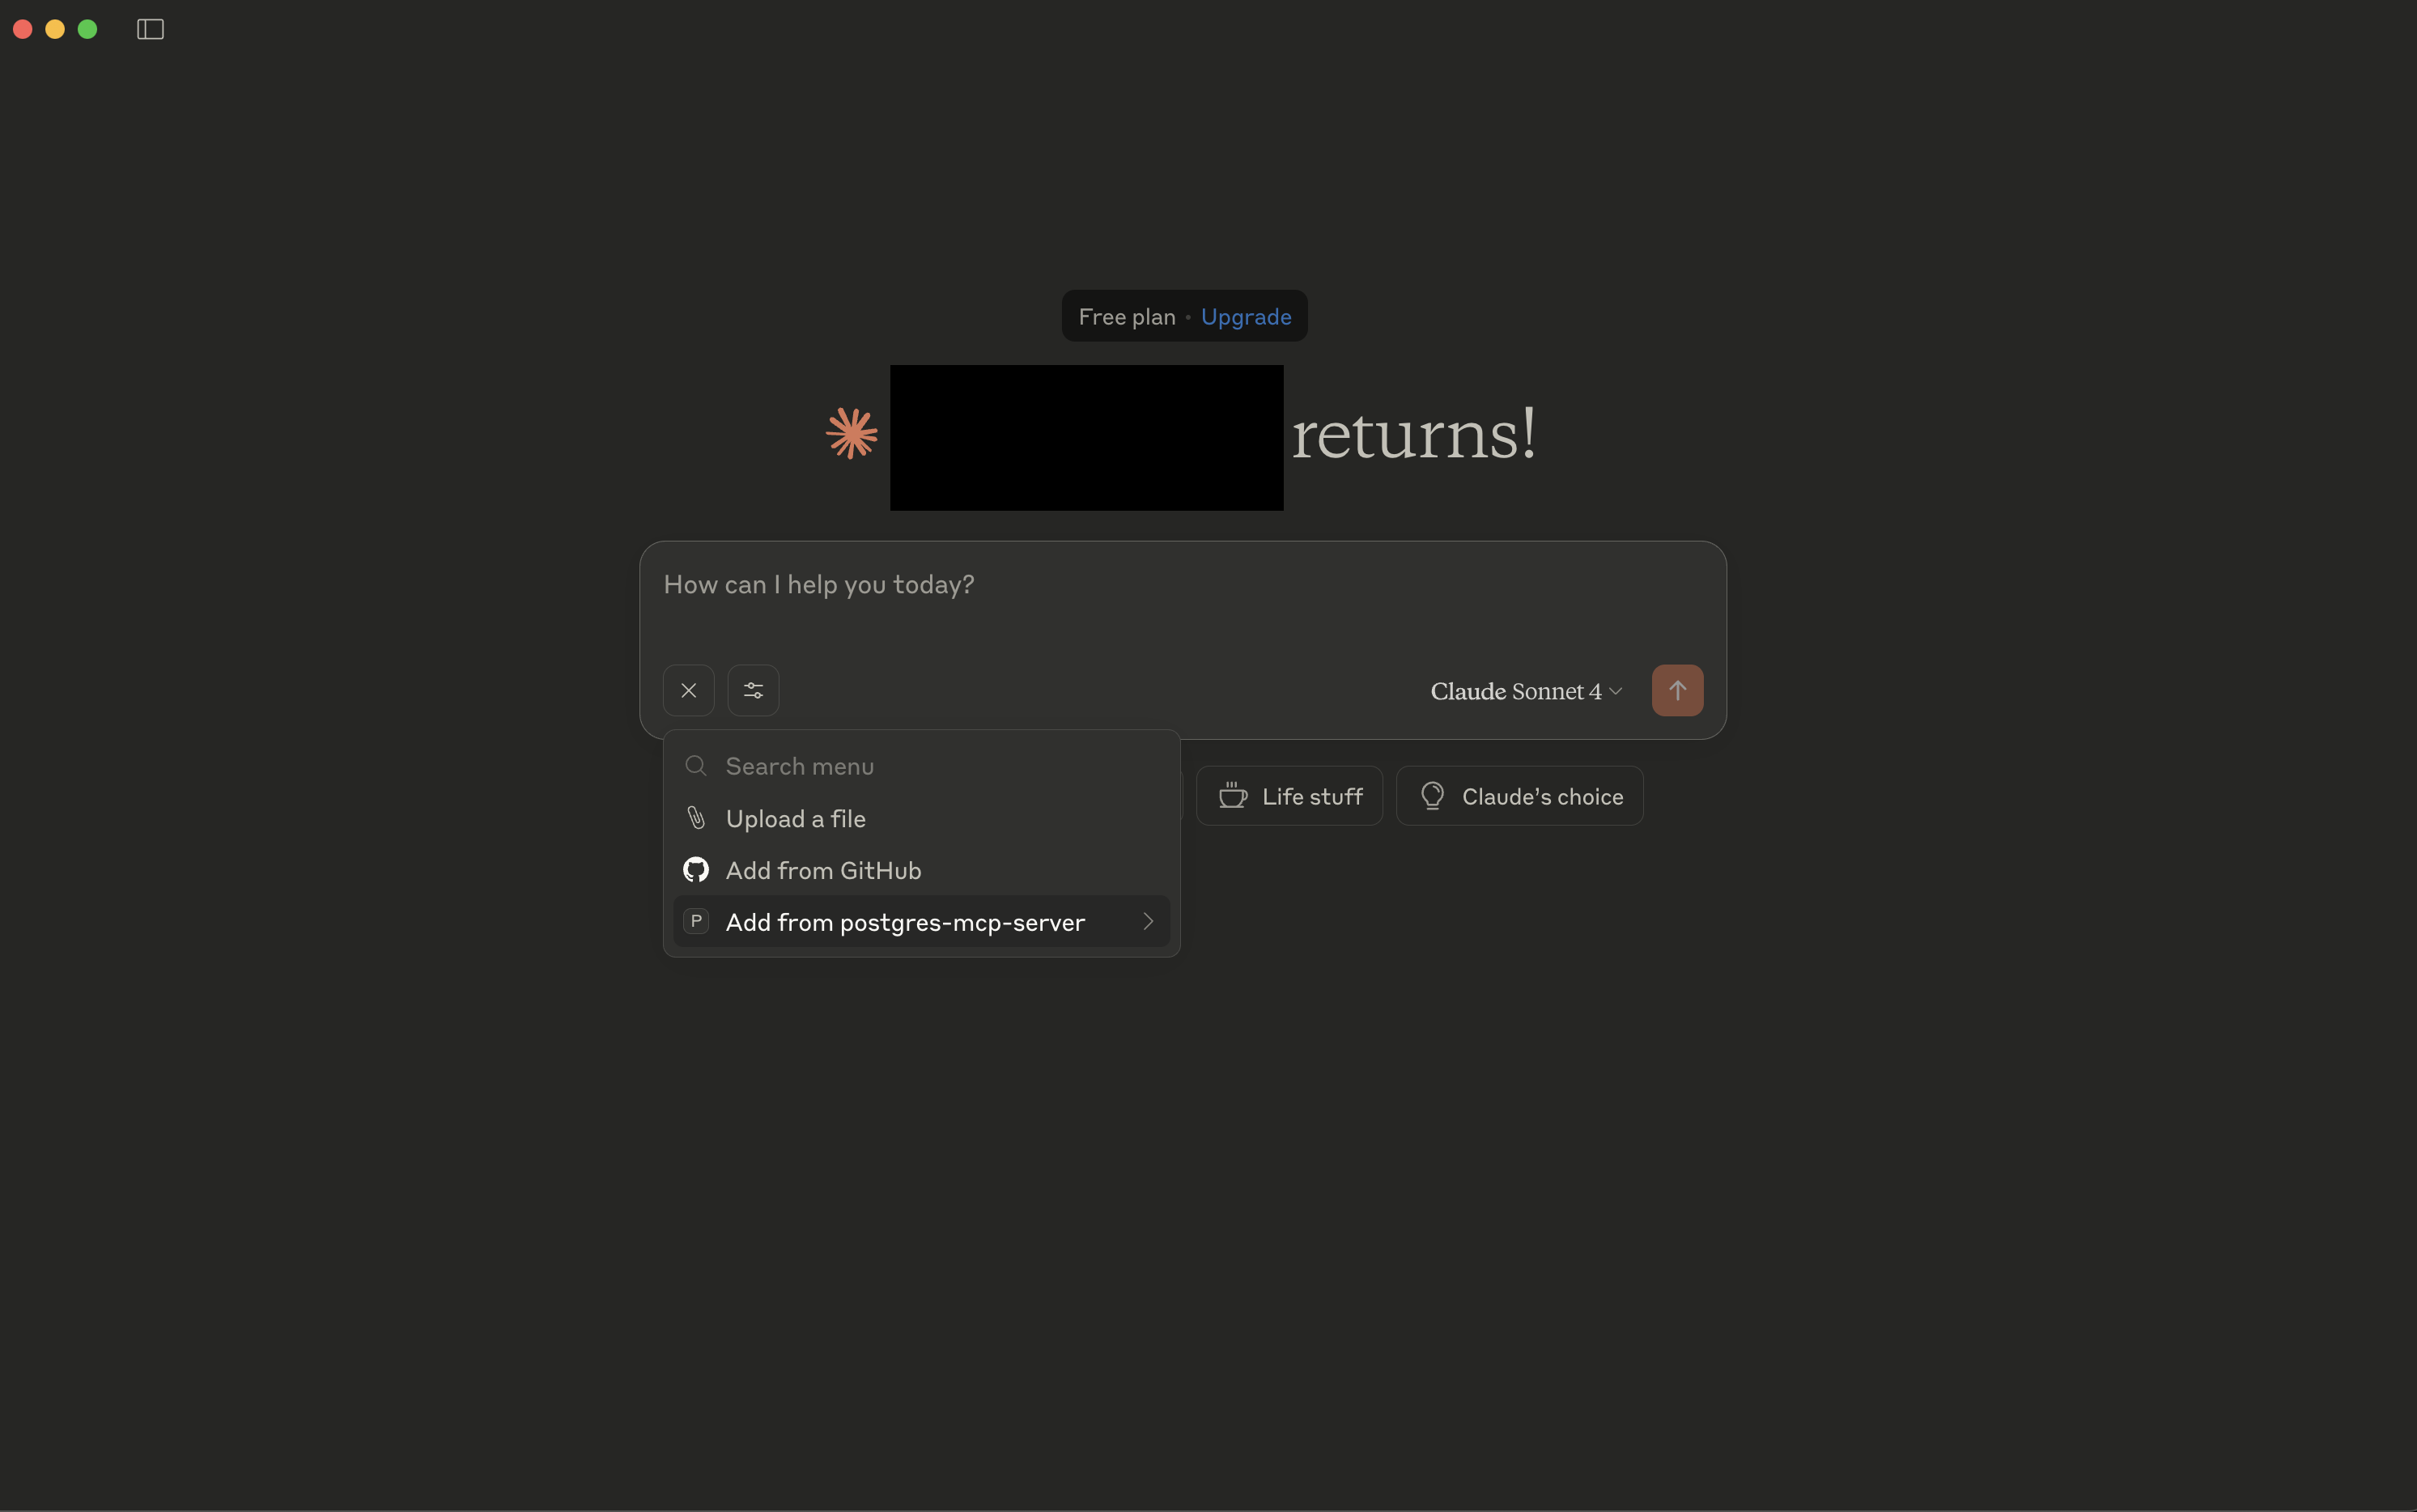 Free plan • Upgrade
returns!
How can I help you today?
Claude Sonnet 4
Search menu
Upload a file
Add from GitHub
P Add from postgres-mcp-server
Life stuff
Claude’s choice